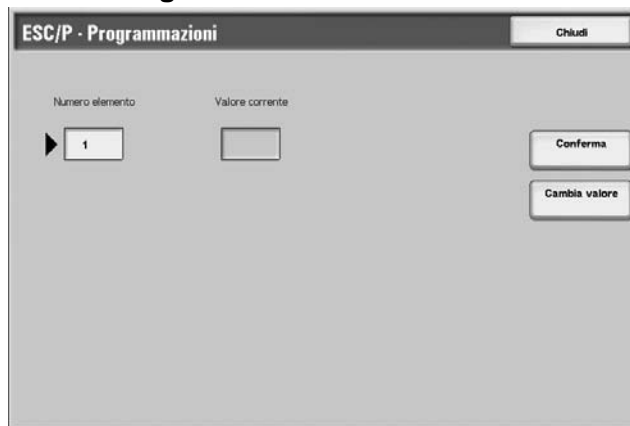 ESC/P - Programmazioni
Chiudi
Numero elemento
Valore corrente
1
Conferma
Cambia valore